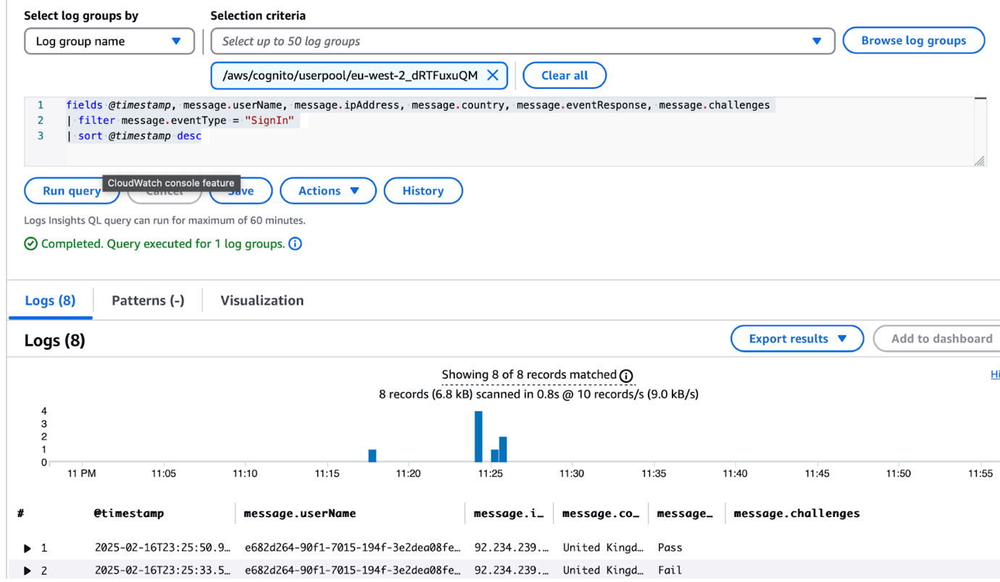 Select log groups by Selection criteria
Log group name Select up to 50 log groups Browse log groups
/aws/cognito/userpool/eu-west-2_dRTFuxuQM Clear all
1 fields @timestamp, message.userName, message.ipAddress, message.country, message.eventResponse, message.challenges
2 | filter message.eventType = "SignIn"
3 | sort @timestamp desc
CloudWatch console feature
Run query Cancel Save Actions History
Logs Insights QL query can run for maximum of 60 minutes.
Completed. Query executed for 1 log groups.
Logs (8) Patterns (-) Visualization
Logs (8) Export results Add to dashboard
Showing 8 of 8 records matched Hi
8 records (6.8 kB) scanned in 0.8s @ 10 records/s (9.0 kB/s)
4
3
2
1
0
11 PM 11:05 11:10 11:15 11:20 11:25 11:30 11:35 11:40 11:45 11:50 11:55
# @timestamp message.userName message.i… message.co… message… message.challenges
1 2025-02-16T23:25:50.9… e682d264-90f1-7015-194f-3e2dea08fe… 92.234.239.… United Kingd… Pass
2 2025-02-16T23:25:33.5… e682d264-90f1-7015-194f-3e2dea08fe… 92.234.239.… United Kingd… Fail